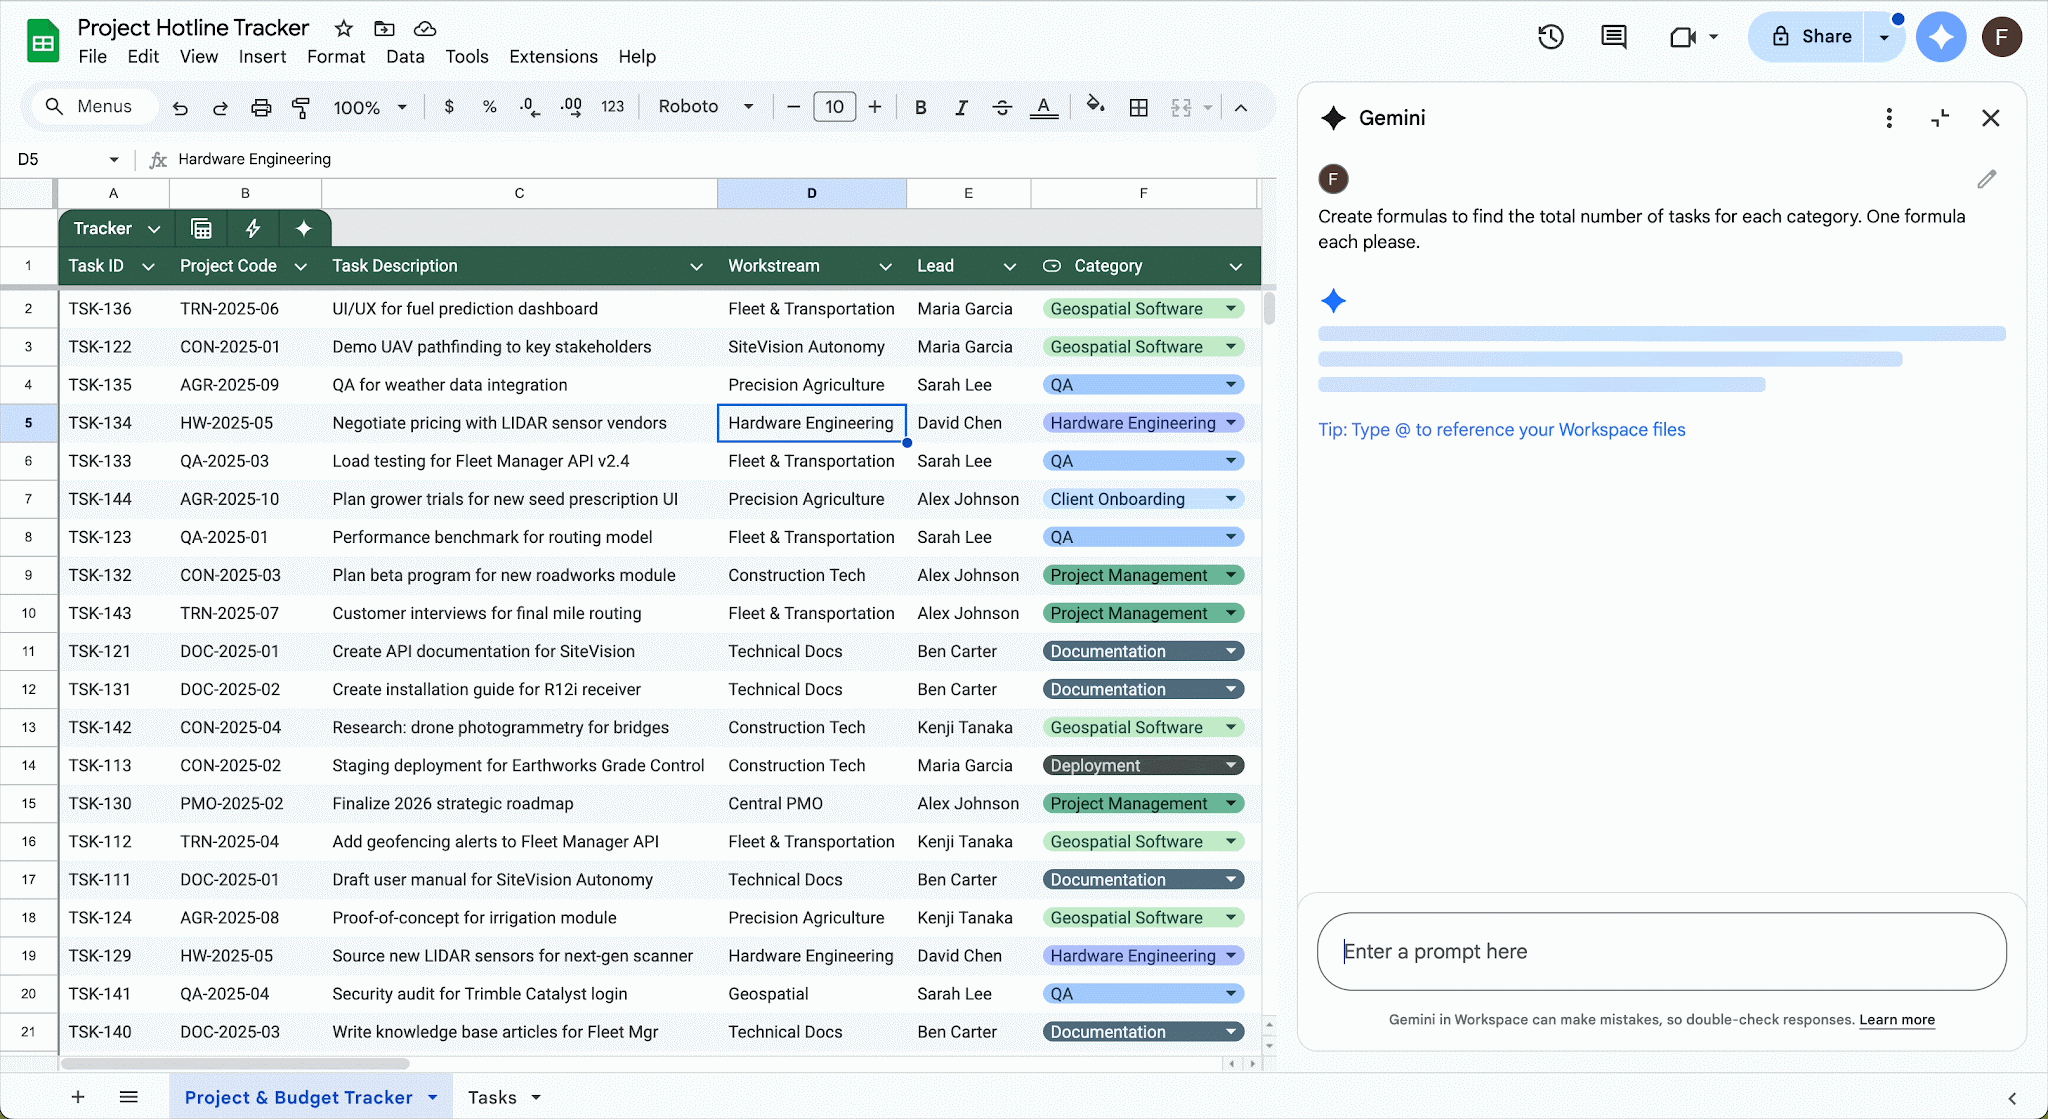 Project Hotline Tracker
File Edit View Insert Format Data Tools Extensions Help
Share
F
Menus 100% $ % .0 .00 123 Roboto − 10 + B I S A
D5 fx Hardware Engineering
A B C D E F
Tracker
1 Task ID Project Code Task Description Workstream Lead Category
2 TSK-136 TRN-2025-06 UI/UX for fuel prediction dashboard Fleet & Transportation Maria Garcia Geospatial Software
3 TSK-122 CON-2025-01 Demo UAV pathfinding to key stakeholders SiteVision Autonomy Maria Garcia Geospatial Software
4 TSK-135 AGR-2025-09 QA for weather data integration Precision Agriculture Sarah Lee QA
5 TSK-134 HW-2025-05 Negotiate pricing with LIDAR sensor vendors Hardware Engineering David Chen Hardware Engineering
6 TSK-133 QA-2025-03 Load testing for Fleet Manager API v2.4 Fleet & Transportation Sarah Lee QA
7 TSK-144 AGR-2025-10 Plan grower trials for new seed prescription UI Precision Agriculture Alex Johnson Client Onboarding
8 TSK-123 QA-2025-01 Performance benchmark for routing model Fleet & Transportation Sarah Lee QA
9 TSK-132 CON-2025-03 Plan beta program for new roadworks module Construction Tech Alex Johnson Project Management
10 TSK-143 TRN-2025-07 Customer interviews for final mile routing Fleet & Transportation Alex Johnson Project Management
11 TSK-121 DOC-2025-01 Create API documentation for SiteVision Technical Docs Ben Carter Documentation
12 TSK-131 DOC-2025-02 Create installation guide for R12i receiver Technical Docs Ben Carter Documentation
13 TSK-142 CON-2025-04 Research: drone photogrammetry for bridges Construction Tech Kenji Tanaka Geospatial Software
14 TSK-113 CON-2025-02 Staging deployment for Earthworks Grade Control Construction Tech Maria Garcia Deployment
15 TSK-130 PMO-2025-02 Finalize 2026 strategic roadmap Central PMO Alex Johnson Project Management
16 TSK-112 TRN-2025-04 Add geofencing alerts to Fleet Manager API Fleet & Transportation Kenji Tanaka Geospatial Software
17 TSK-111 DOC-2025-01 Draft user manual for SiteVision Autonomy Technical Docs Ben Carter Documentation
18 TSK-124 AGR-2025-08 Proof-of-concept for irrigation module Precision Agriculture Kenji Tanaka Geospatial Software
19 TSK-129 HW-2025-05 Source new LIDAR sensors for next-gen scanner Hardware Engineering David Chen Hardware Engineering
20 TSK-141 QA-2025-04 Security audit for Trimble Catalyst login Geospatial Sarah Lee QA
21 TSK-140 DOC-2025-03 Write knowledge base articles for Fleet Mgr Technical Docs Ben Carter Documentation
Project & Budget Tracker Tasks
Gemini
F
Create formulas to find the total number of tasks for each category. One formula
each please.
Tip: Type @ to reference your Workspace files
Enter a prompt here
Gemini in Workspace can make mistakes, so double-check responses. Learn more